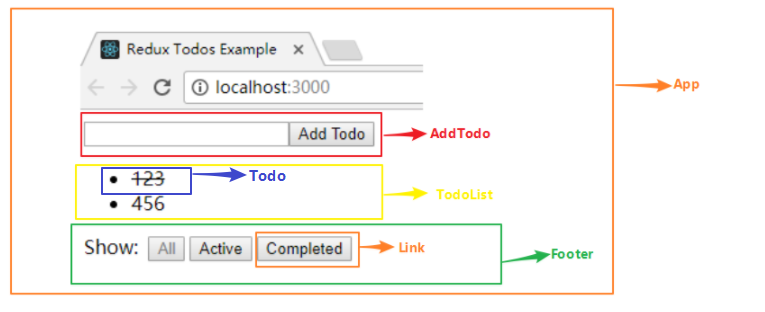 Redux Todos Example
localhost:3000
App
Add Todo
AddTodo
123
Todo
456
TodoList
Show: All Active Completed
Link
Footer